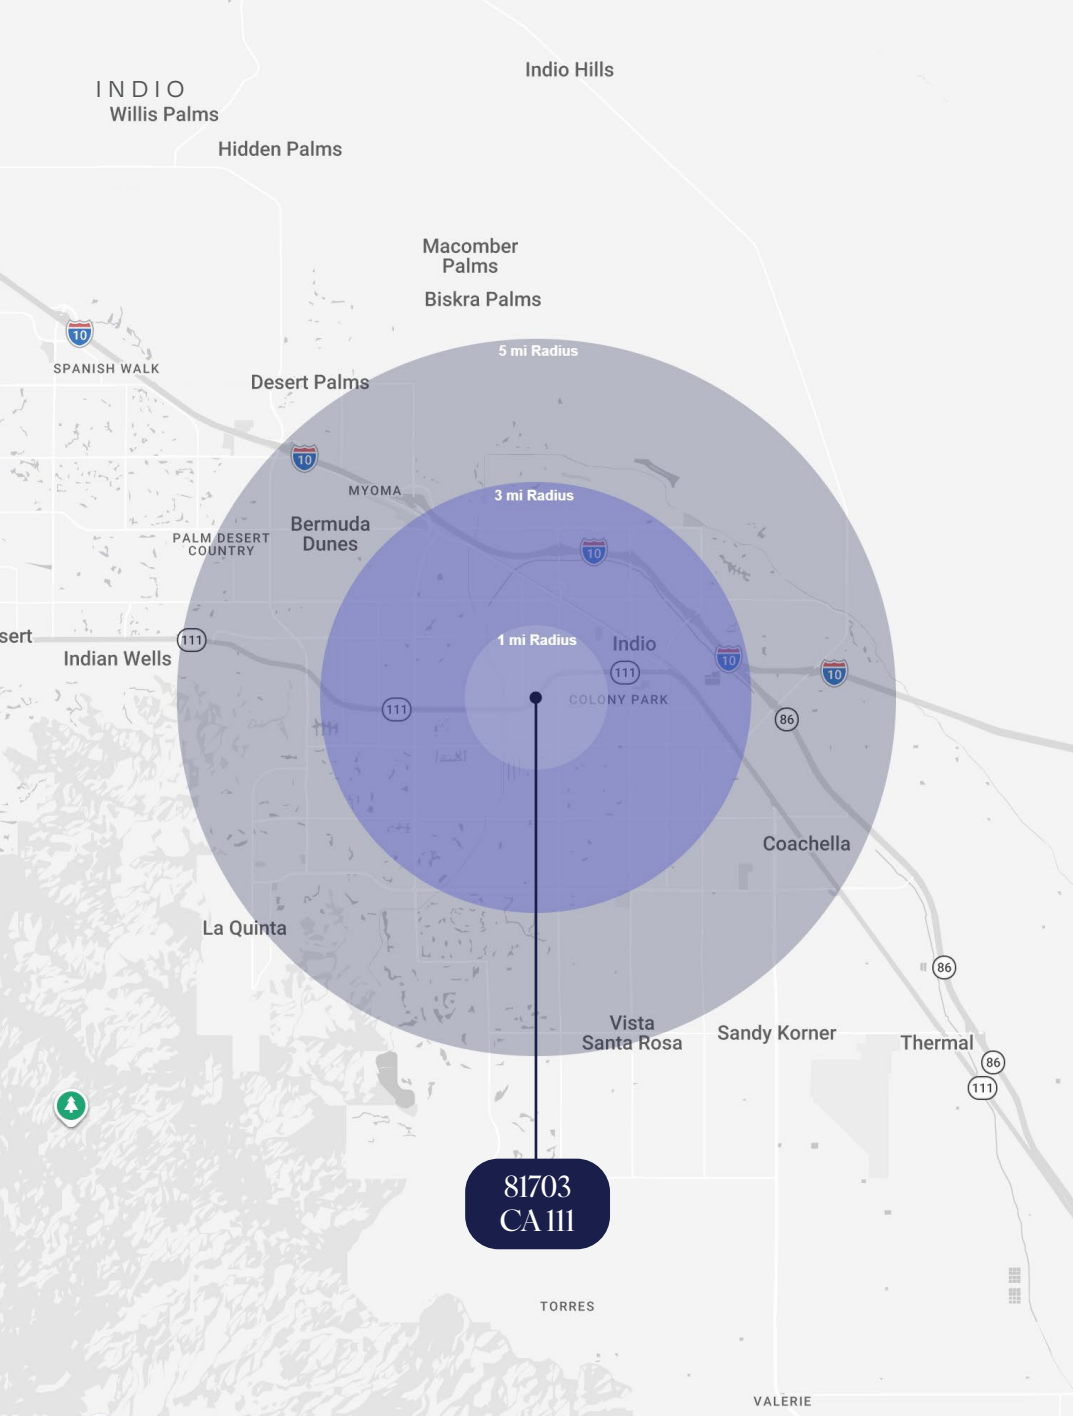 Indio Hills
INDIO
Willis Palms
Hidden Palms
Macomber
Palms
Biskra Palms
10
5 mi Radius
SPANISH WALK
Desert Palms
10
MYOMA
3 mi Radius
Bermuda
Dunes
PALM DESERT
COUNTRY
10
sert
111
1 mi Radius
Indio
Indian Wells
10
111
10
COLONY PARK
111
86
Coachella
La Quinta
86
Vista
Santa Rosa
Sandy Korner
Thermal
86
111
81703
CA 111
TORRES
VALERIE